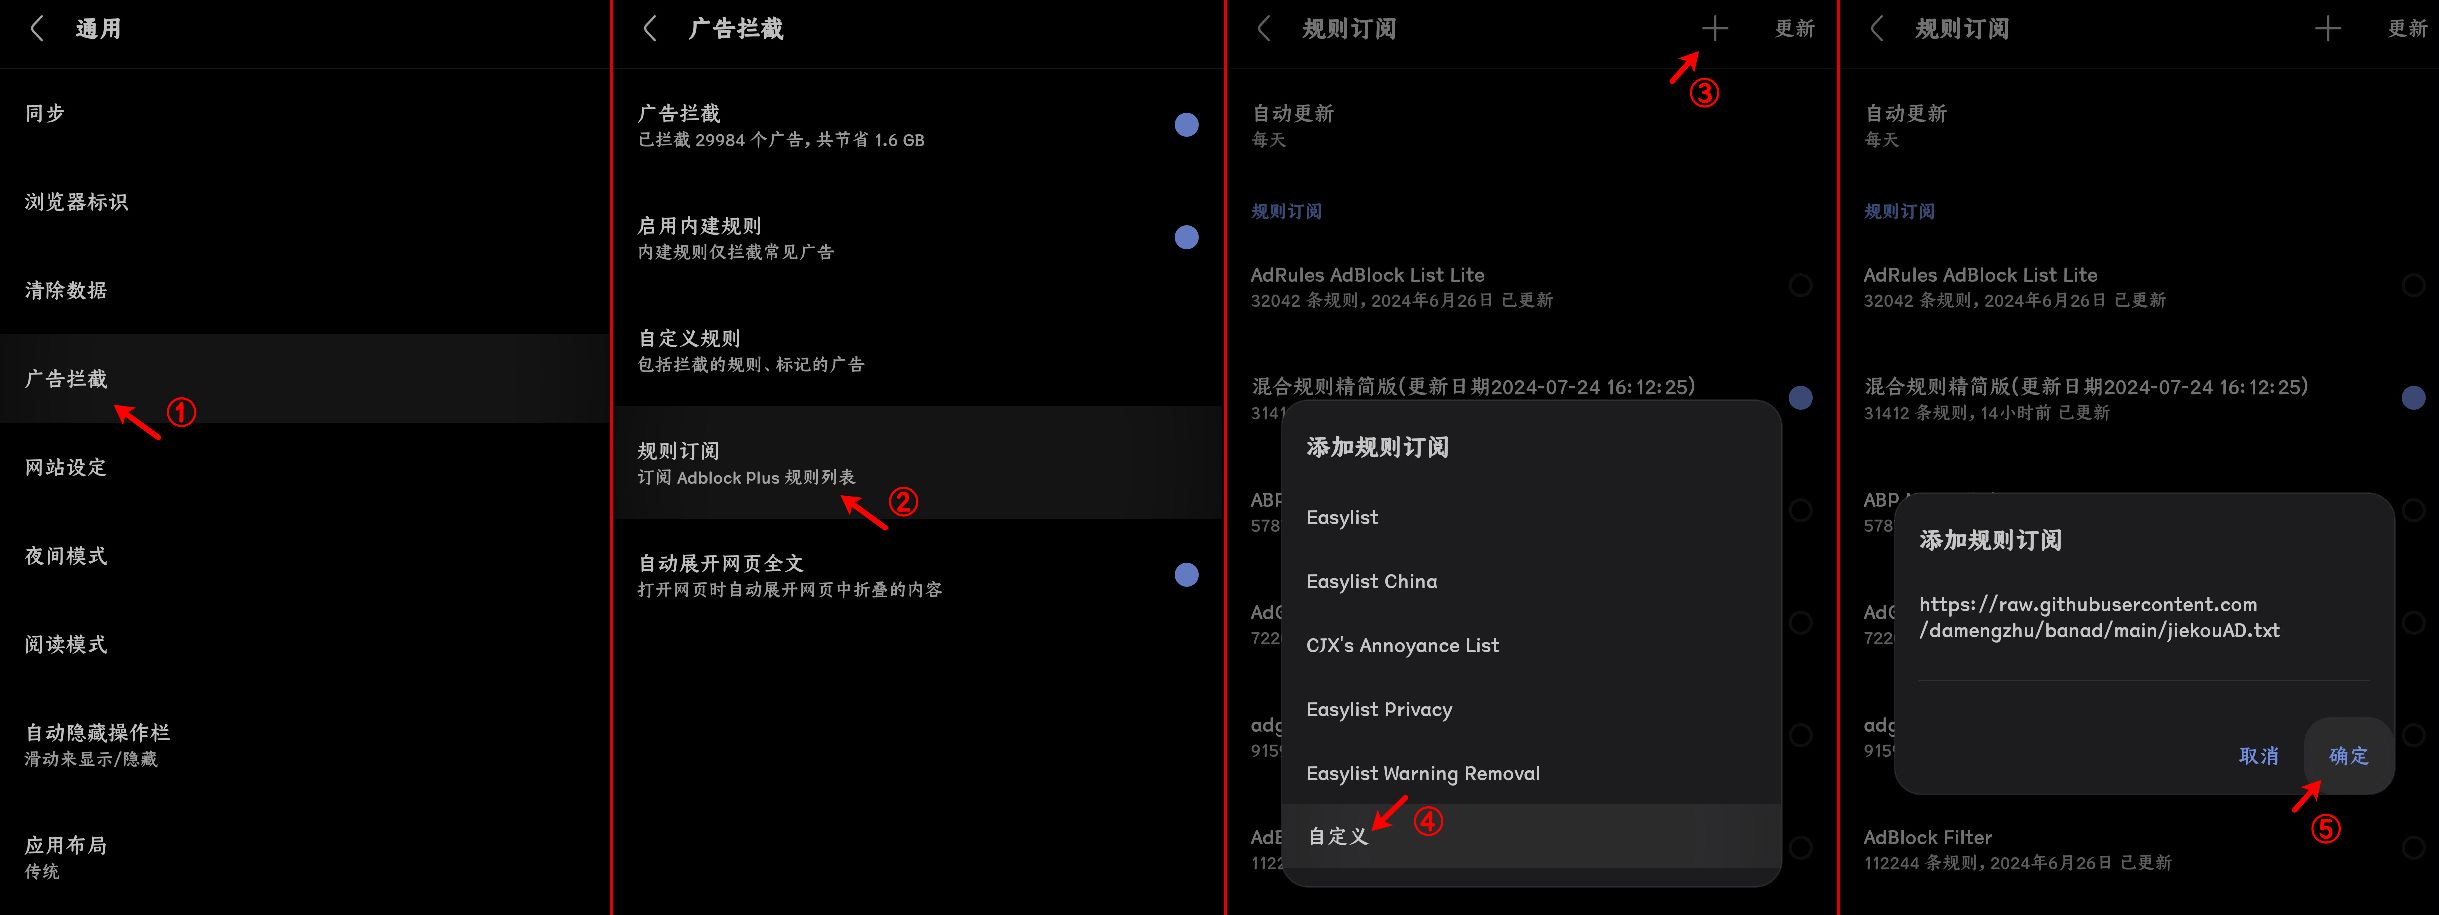 通用
同步
浏览器标识
清除数据
广告拦截
①
网站设定
夜间模式
阅读模式
自动隐藏操作栏
滑动来显示/隐藏
应用布局
传统
广告拦截
广告拦截
已拦截 29984 个广告, 共节省 1.6 GB
启用内建规则
内建规则仅拦截常见广告
自定义规则
包括拦截的规则、标记的广告
规则订阅
订阅 Adblock Plus 规则列表
②
自动展开网页全文
打开网页时自动展开网页中折叠的内容
规则订阅
更新
③
自动更新
每天
规则订阅
AdRules AdBlock List Lite
32042 条规则, 2024年6月26日 已更新
混合规则精简版(更新日期2024-07-24 16:12:25)
添加规则订阅
Easylist
Easylist China
CJX's Annoyance List
Easylist Privacy
Easylist Warning Removal
自定义
④
规则订阅
更新
自动更新
每天
规则订阅
AdRules AdBlock List Lite
32042 条规则, 2024年6月26日 已更新
混合规则精简版(更新日期2024-07-24 16:12:25)
31412 条规则, 14小时前 已更新
添加规则订阅
https://raw.githubusercontent.com
/damengzhu/banad/main/jiekouAD.txt
取消
确定
⑤
AdBlock Filter
112244 条规则, 2024年6月26日 已更新